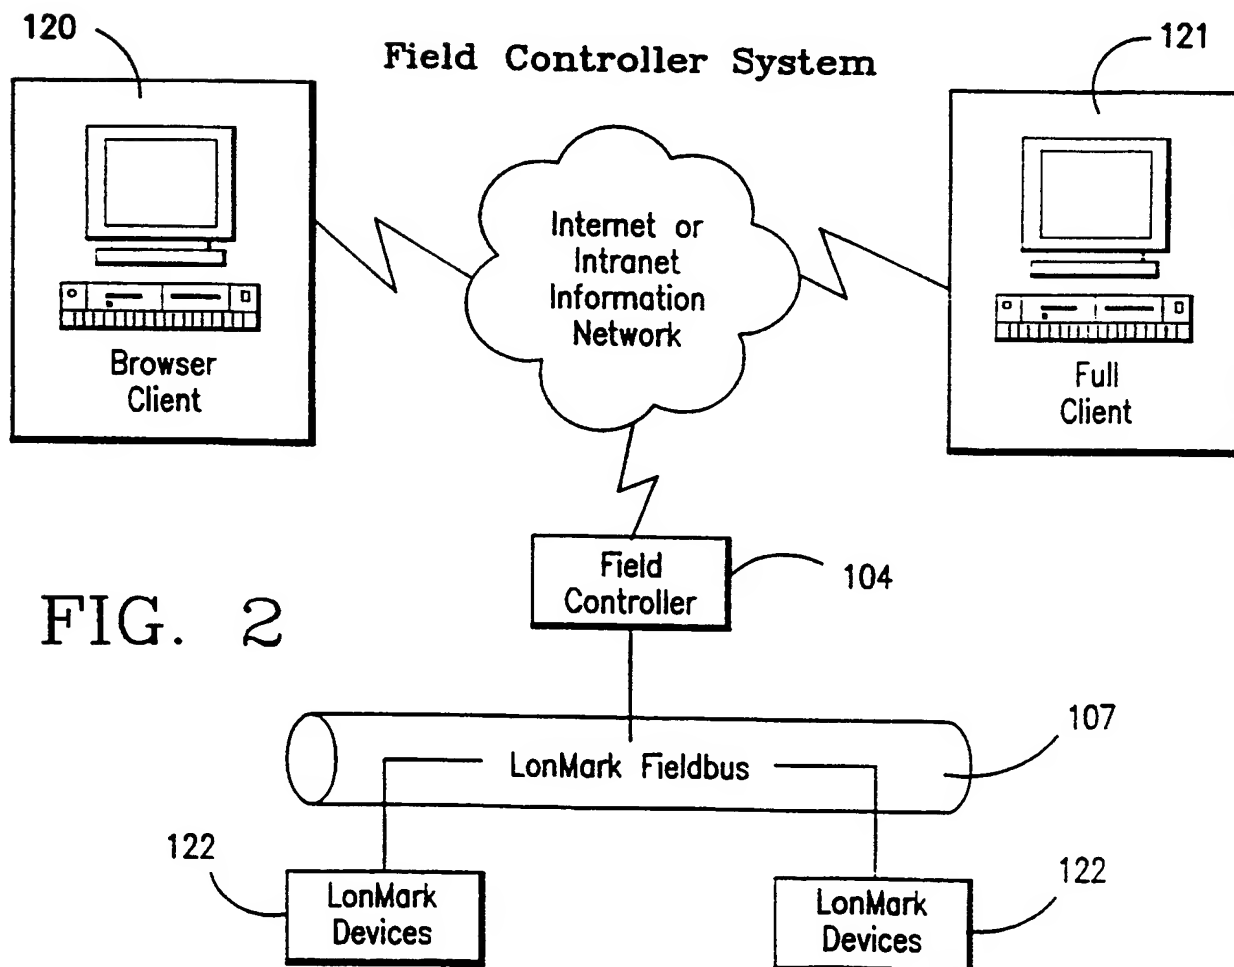 120
Field Controller System
121
Internet or
Intranet
Information
Network
Browser
Client
Full
Client
Field
Controller
104
FIG. 2
107
LonMark Fieldbus
122
LonMark
Devices
LonMark
Devices
122